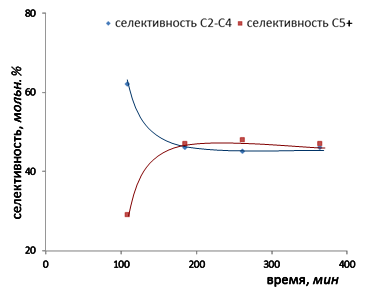 селективность С2-С4 селективность С5+
80
60
40
20
0 100 200 300 400
селективность, мольн. %
время, мин